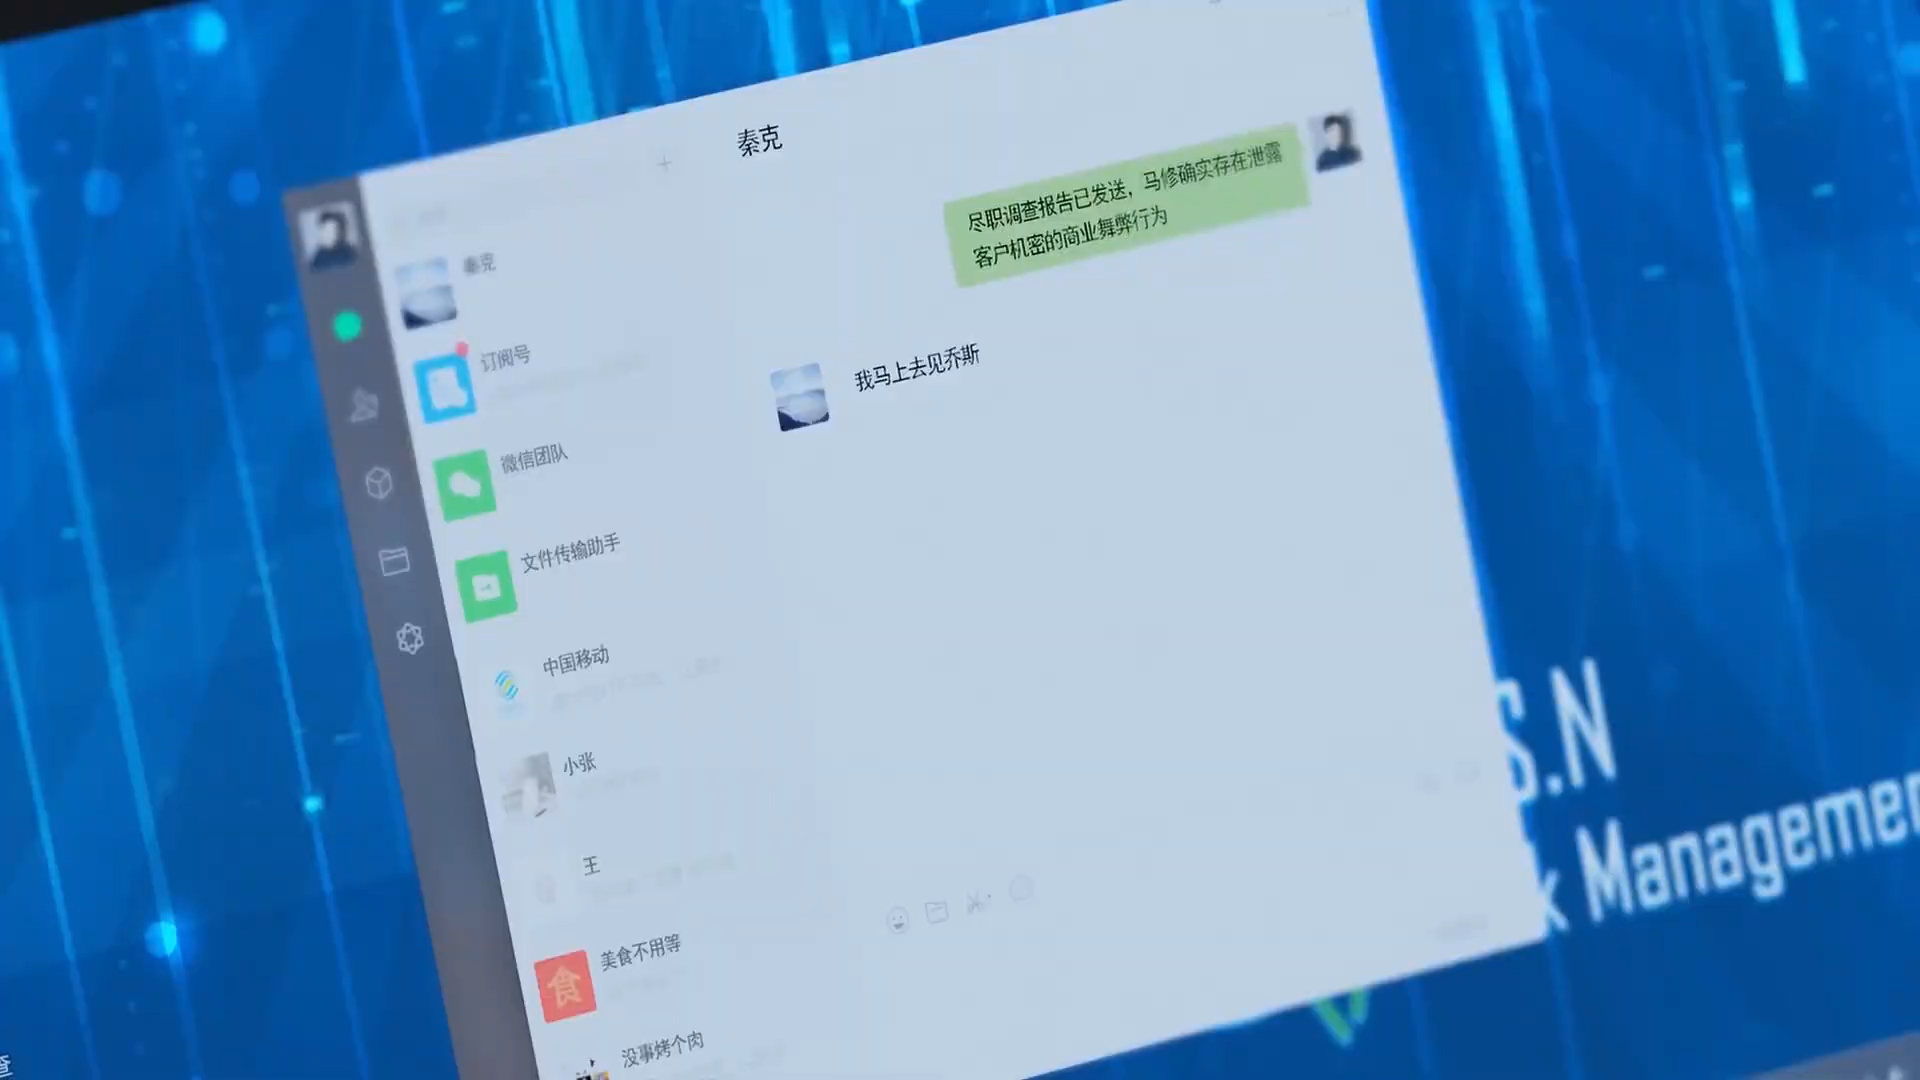 秦克
尽职调查报告已发送，马修确实存在泄露
客户机密的商业舞弊行为
我马上去见乔斯
秦克
订阅号
微信团队
文件传输助手
中国移动
小张
王
美食不用等
食
没事烤个肉
S.N
k Managemen
查